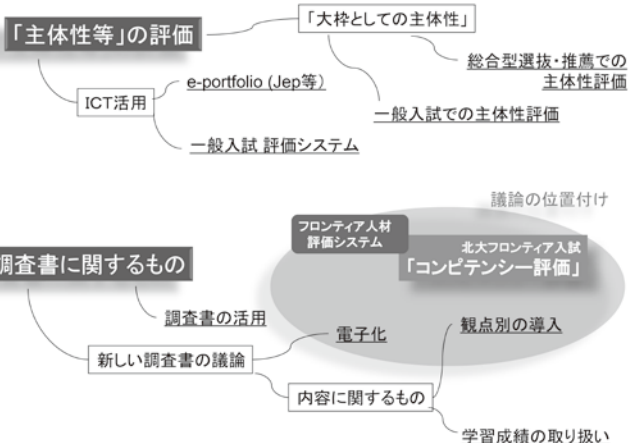 「主体性等」の評価
「大枠としての主体性」
総合型選抜・推薦での
主体性評価
一般入試での主体性評価
ICT活用
e-portfolio (Jep等)
一般入試 評価システム
議論の位置付け
フロンティア人材
評価システム
北大フロンティア入試
「コンピテンシー評価」
調査書に関するもの
調査書の活用
新しい調査書の議論
電子化
観点別の導入
内容に関するもの
学習成績の取り扱い